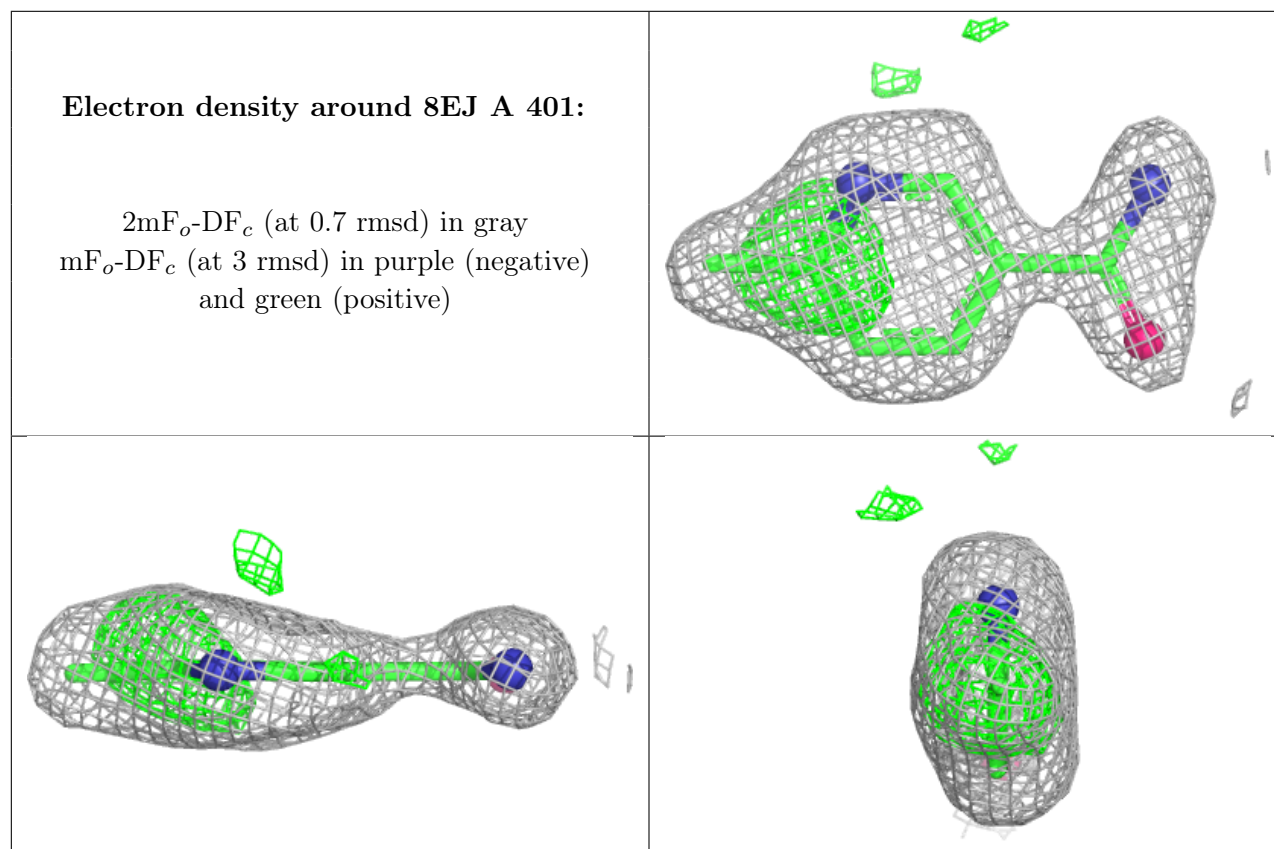 Electron density around 8EJ A 401:
2mFo-DFc (at 0.7 rmsd) in gray
mFo-DFc (at 3 rmsd) in purple (negative)
and green (positive)